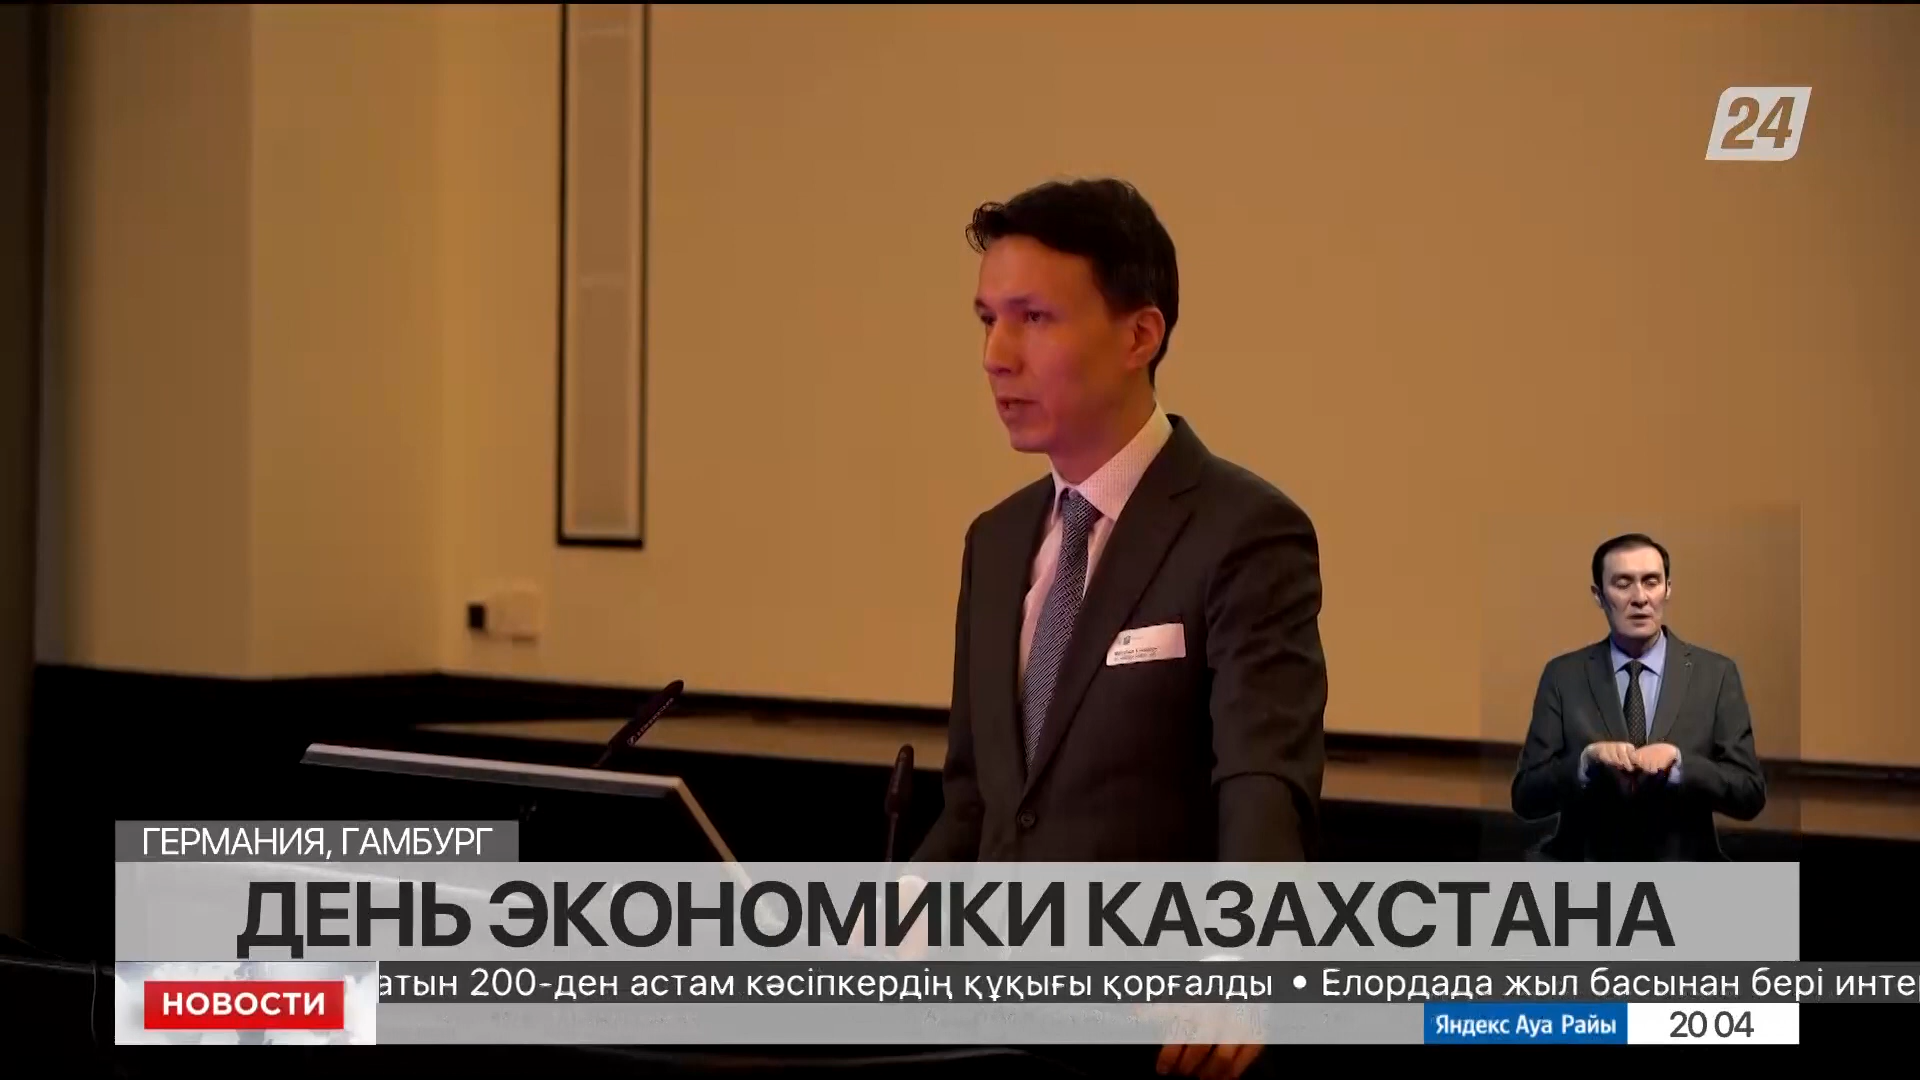 24
ГЕРМАНИЯ, ГАМБУРГ
ДЕНЬ ЭКОНОМИКИ КАЗАХСТАНА
атын 200-ден астам кәсіпкердің құқығы қорғалды • Елордада жыл басынан бері инте
НОВОСТИ
Яндекс Ауа Райы
20 04